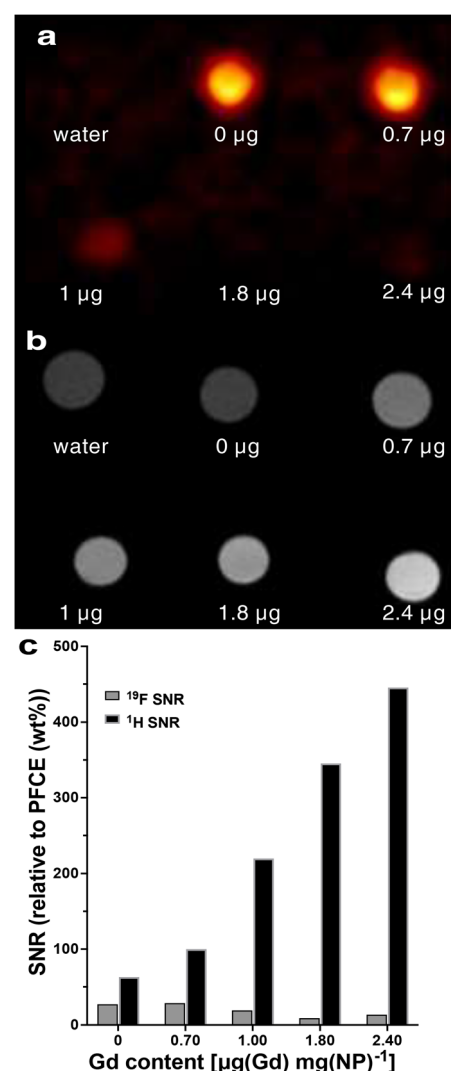 a
water 0 µg 0.7 µg
1 µg 1.8 µg 2.4 µg
b
water 0 µg 0.7 µg
1 µg 1.8 µg 2.4 µg
c
500
400
300
200
100
0
SNR (relative to PFCE (wt%))
¹⁹F SNR
¹H SNR
0 0.70 1.00 1.80 2.40
Gd content [µg(Gd) mg(NP)⁻¹]